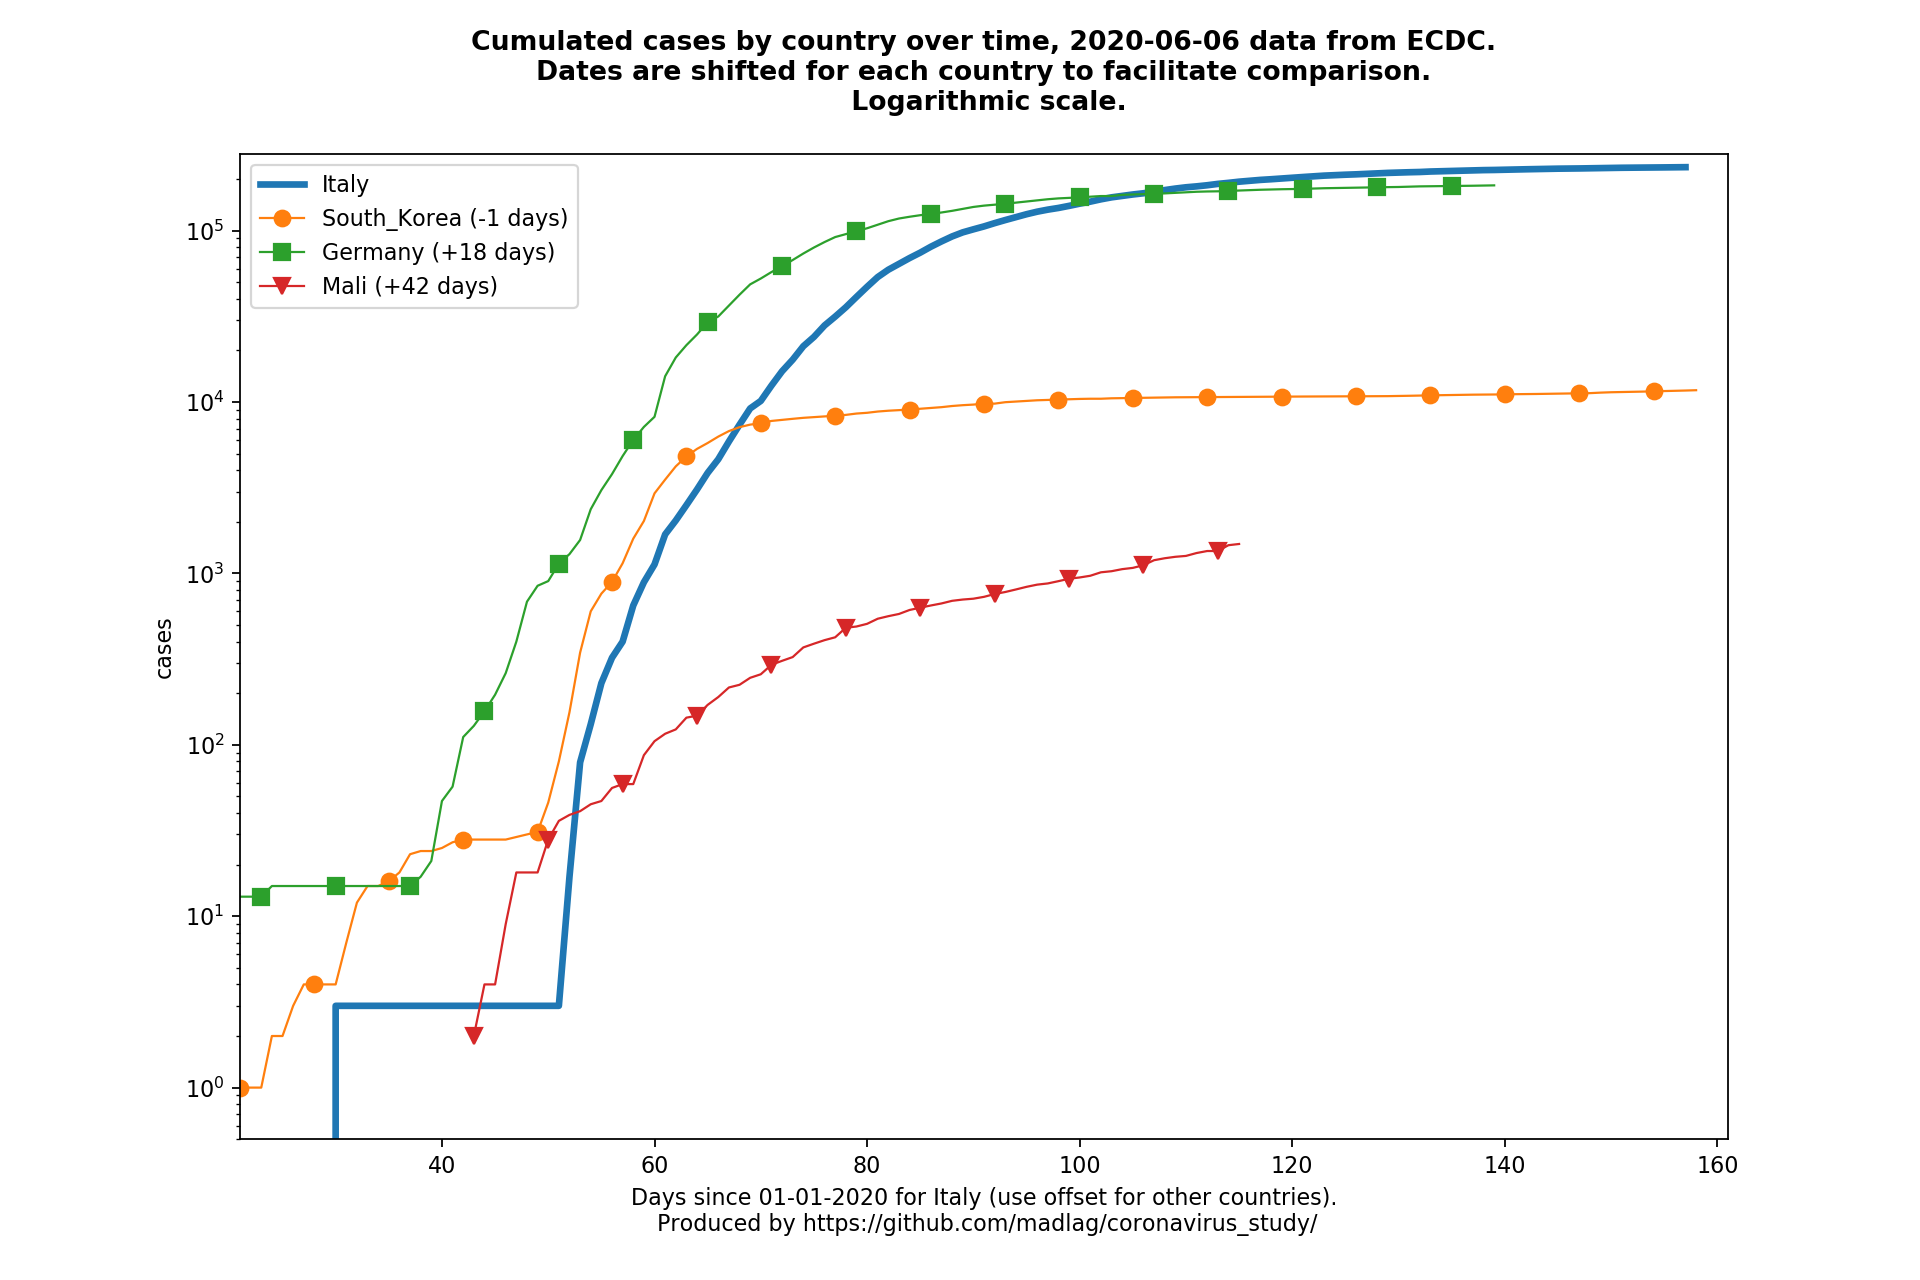 Cumulated cases by country over time, 2020-06-06 data from ECDC.
Dates are shifted for each country to facilitate comparison.
Logarithmic scale.
Italy
South_Korea (-1 days)
Germany (+18 days)
Mali (+42 days)
10^5
10^4
10^3
10^2
10^1
10^0
cases
40 60 80 100 120 140 160
Days since 01-01-2020 for Italy (use offset for other countries).
Produced by https://github.com/madlag/coronavirus_study/